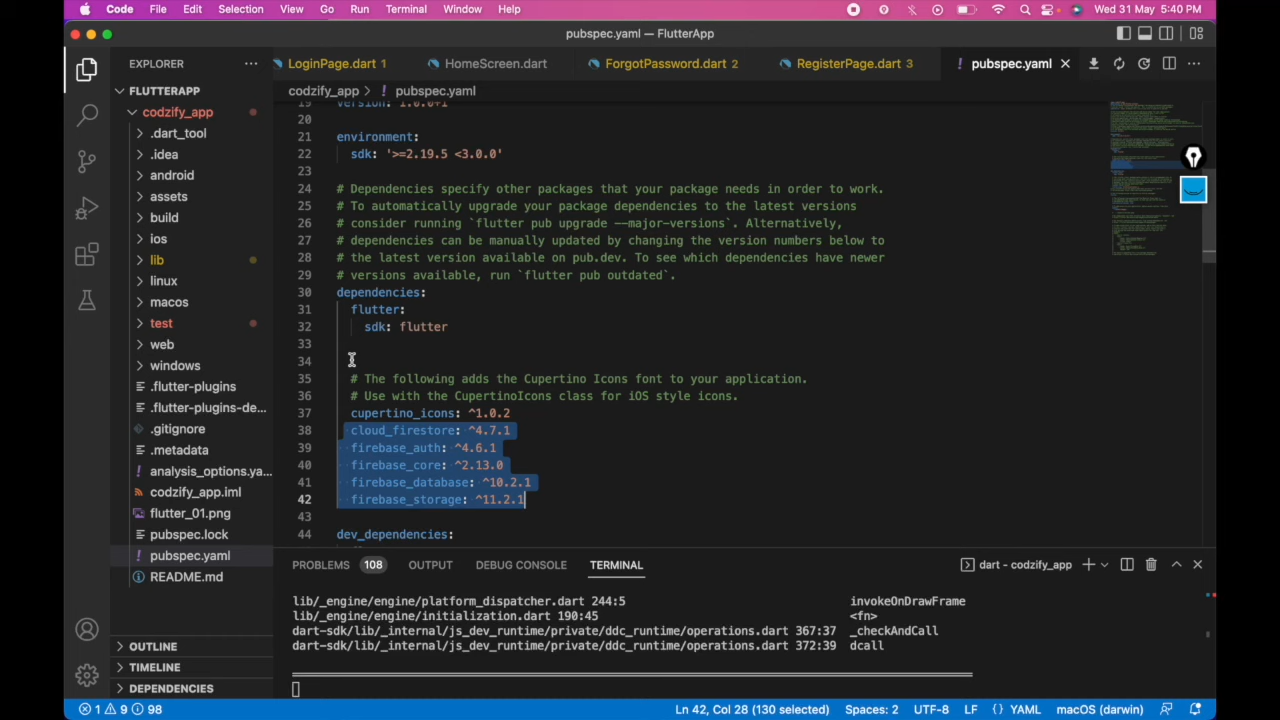 Code File Edit Selection View Go Run Terminal Window Help Wed 31 May 5:40 PM
pubspec.yaml — FlutterApp
EXPLORER
LoginPage.dart 1 HomeScreen.dart ForgotPassword.dart 2 RegisterPage.dart 3 pubspec.yaml
codzify_app > pubspec.yaml
FLUTTERAPP
codzify_app
.dart_tool
.idea
android
assets
build
ios
lib
linux
macos
test
web
windows
.flutter-plugins
.flutter-plugins-de...
.gitignore
.metadata
analysis_options.ya...
codzify_app.iml
flutter_01.png
pubspec.lock
pubspec.yaml
README.md
OUTLINE
TIMELINE
DEPENDENCIES
19 version: 1.0.0+1
20
21 environment:
22 sdk: '>=2.19.5 <3.0.0'
23
24 # Dependencies specify other packages that your package needs in order to work.
25 # To automatically upgrade your package dependencies to the latest versions
26 # consider running `flutter pub upgrade --major-versions`. Alternatively,
27 # dependencies can be manually updated by changing the version numbers below to
28 # the latest version available on pub.dev. To see which dependencies have newer
29 # versions available, run `flutter pub outdated`.
30 dependencies:
31 flutter:
32 sdk: flutter
33
34
35 # The following adds the Cupertino Icons font to your application.
36 # Use with the CupertinoIcons class for iOS style icons.
37 cupertino_icons: ^1.0.2
38 cloud_firestore: ^4.7.1
39 firebase_auth: ^4.6.1
40 firebase_core: ^2.13.0
41 firebase_database: ^10.2.1
42 firebase_storage: ^11.2.1
43
44 dev_dependencies:
PROBLEMS 108 OUTPUT DEBUG CONSOLE TERMINAL dart - codzify_app
lib/_engine/engine/platform_dispatcher.dart 244:5 invokeOnDrawFrame
lib/_engine/engine/initialization.dart 190:45 <fn>
dart-sdk/lib/_internal/js_dev_runtime/private/ddc_runtime/operations.dart 367:37 _checkAndCall
dart-sdk/lib/_internal/js_dev_runtime/private/ddc_runtime/operations.dart 372:39 dcall
1 9 98 Ln 42, Col 28 (130 selected) Spaces: 2 UTF-8 LF {} YAML macOS (darwin)